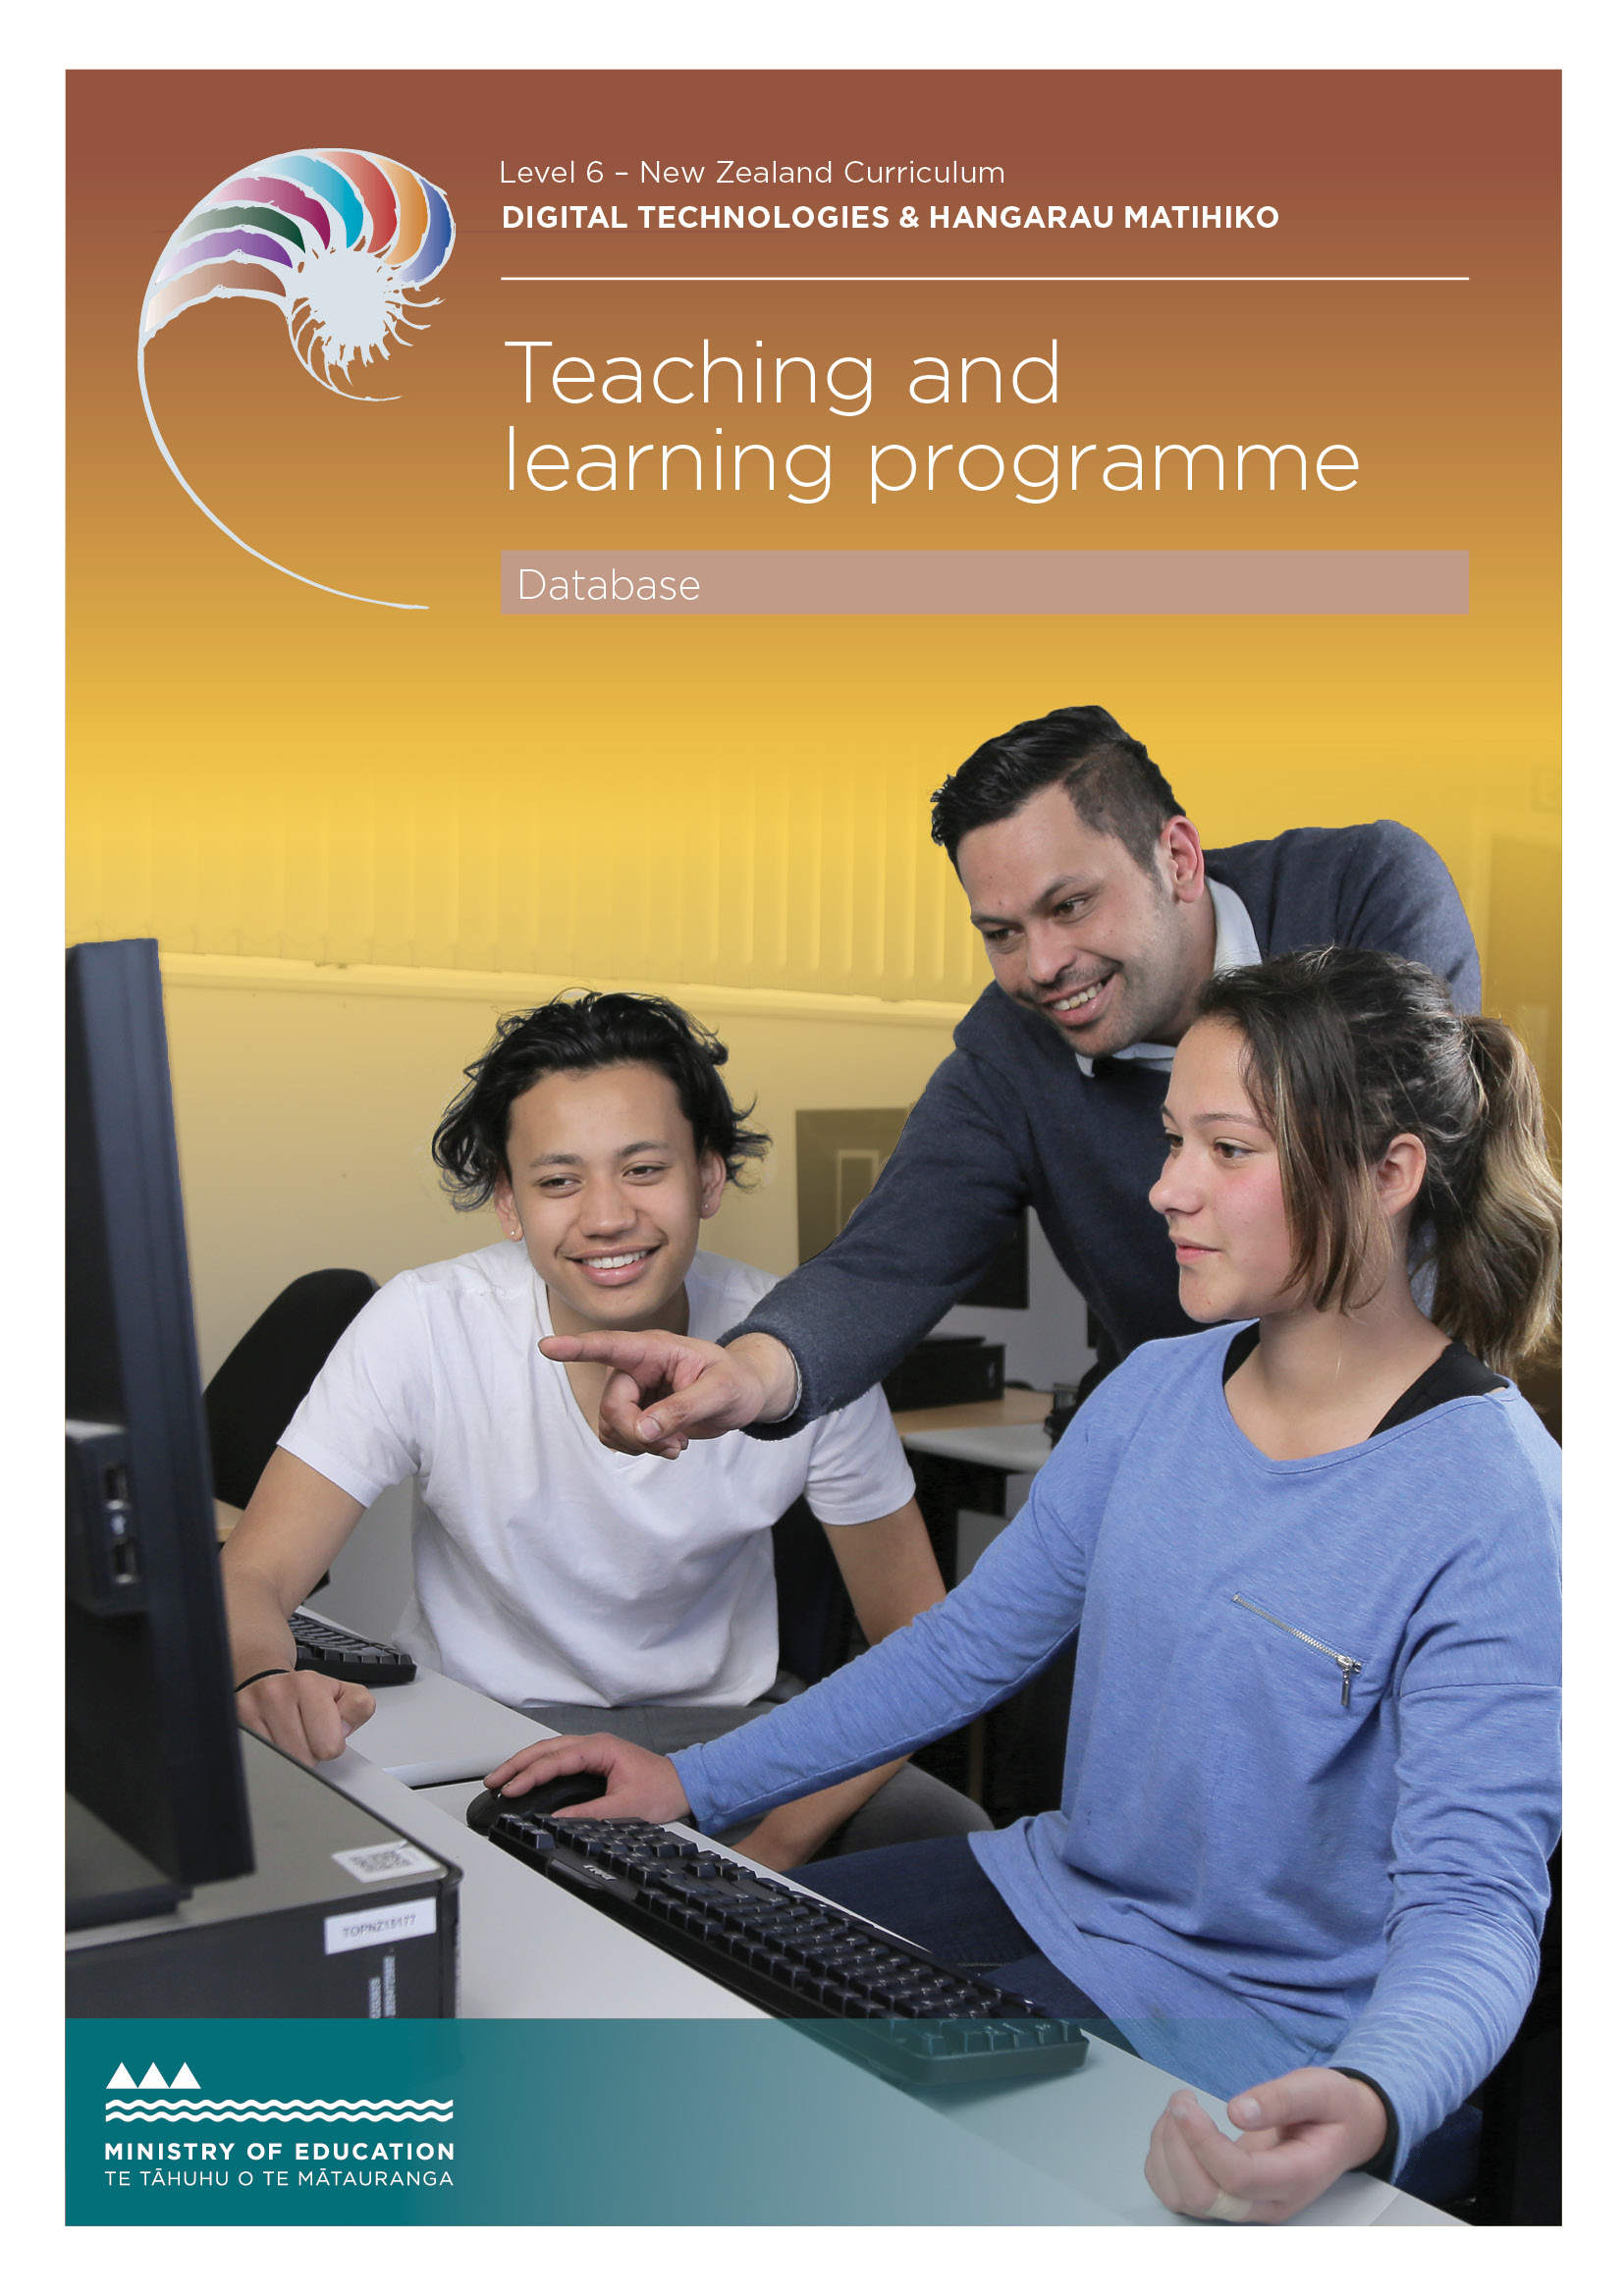 Level 6 – New Zealand Curriculum
DIGITAL TECHNOLOGIES & HANGARAU MATIHIKO
Teaching and
learning programme
Database
TOPNZ15177
MINISTRY OF EDUCATION
TE TĀHUHU O TE MĀTAURANGA